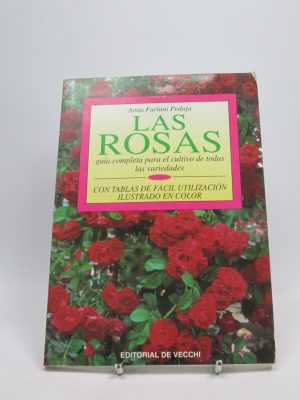 Anna Furlani Pedoja
LAS
ROSAS
guía completa para el cultivo de todas
las variedades
CON TABLAS DE FÁCIL UTILIZACIÓN
ILUSTRADO EN COLOR
EDITORIAL DE VECCHI